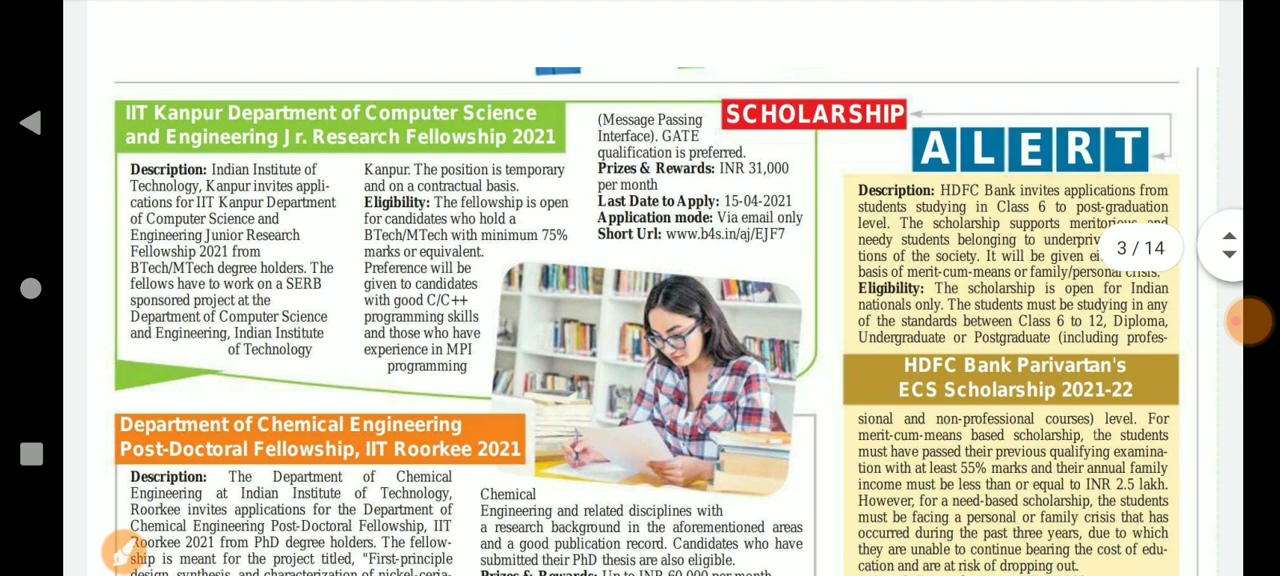 SCHOLARSHIP
ALERT
IIT Kanpur Department of Computer Science
and Engineering Jr. Research Fellowship 2021
Description: Indian Institute of
Technology, Kanpur invites appli-
cations for IIT Kanpur Department
of Computer Science and
Engineering Junior Research
Fellowship 2021 from
BTech/MTech degree holders. The
fellows have to work on a SERB
sponsored project at the
Department of Computer Science
and Engineering, Indian Institute
of Technology
Kanpur. The position is temporary
and on a contractual basis.
Eligibility: The fellowship is open
for candidates who hold a
BTech/MTech with minimum 75%
marks or equivalent.
Preference will be
given to candidates
with good C/C++
programming skills
and those who have
experience in MPI
programming
(Message Passing
Interface). GATE
qualification is preferred.
Prizes & Rewards: INR 31,000
per month
Last Date to Apply: 15-04-2021
Application mode: Via email only
Short Url: www.b4s.in/aj/EJF7
Department of Chemical Engineering
Post-Doctoral Fellowship, IIT Roorkee 2021
Description: The Department of Chemical
Engineering at Indian Institute of Technology,
Roorkee invites applications for the Department of
Chemical Engineering Post-Doctoral Fellowship, IIT
Roorkee 2021 from PhD degree holders. The fellow-
ship is meant for the project titled, "First-principle
design, synthesis, and characterization of nickel-ceria-
Chemical
Engineering and related disciplines with
a research background in the aforementioned areas
and a good publication record. Candidates who have
submitted their PhD thesis are also eligible.
Prizes & Rewards: Up to INR 60,000 per month
Description: HDFC Bank invites applications from
students studying in Class 6 to post-graduation
level. The scholarship supports meritorious and
needy students belonging to
tions of the society. It will be given
basis of merit-cum-means or family/personal crisis.
Eligibility: The scholarship is open for Indian
nationals only. The students must be studying in any
of the standards between Class 6 to 12, Diploma,
Undergraduate or Postgraduate (including profes-
HDFC Bank Parivartan's
ECS Scholarship 2021-22
sional and non-professional courses) level. For
merit-cum-means based scholarship, the students
must have passed their previous qualifying examina-
tion with at least 55% marks and their annual family
income must be less than or equal to INR 2.5 lakh.
However, for a need-based scholarship, the students
must be facing a personal or family crisis that has
occurred during the past three years, due to which
they are unable to continue bearing the cost of edu-
cation and are at risk of dropping out.
3 / 14